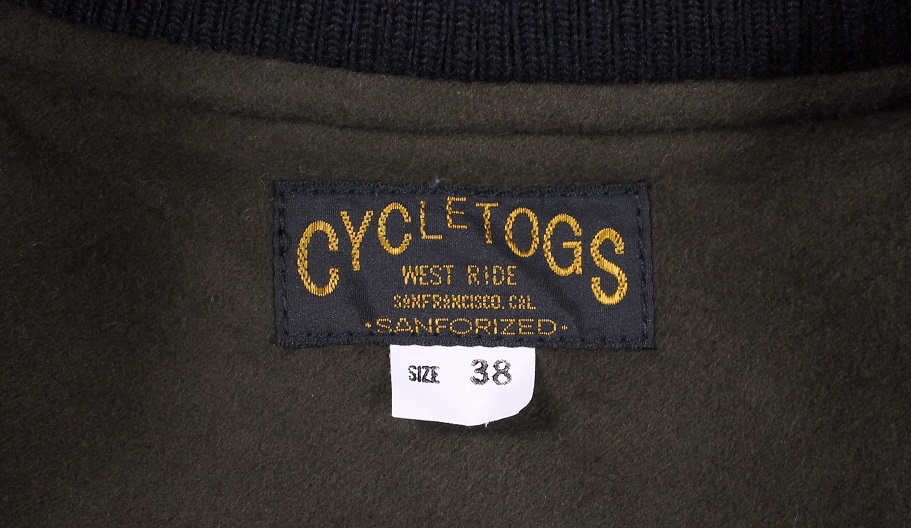 CYCLETOGS
WEST RIDE
SANFRANCISCO.CAL
·SANFORIZED·
SIZE 38